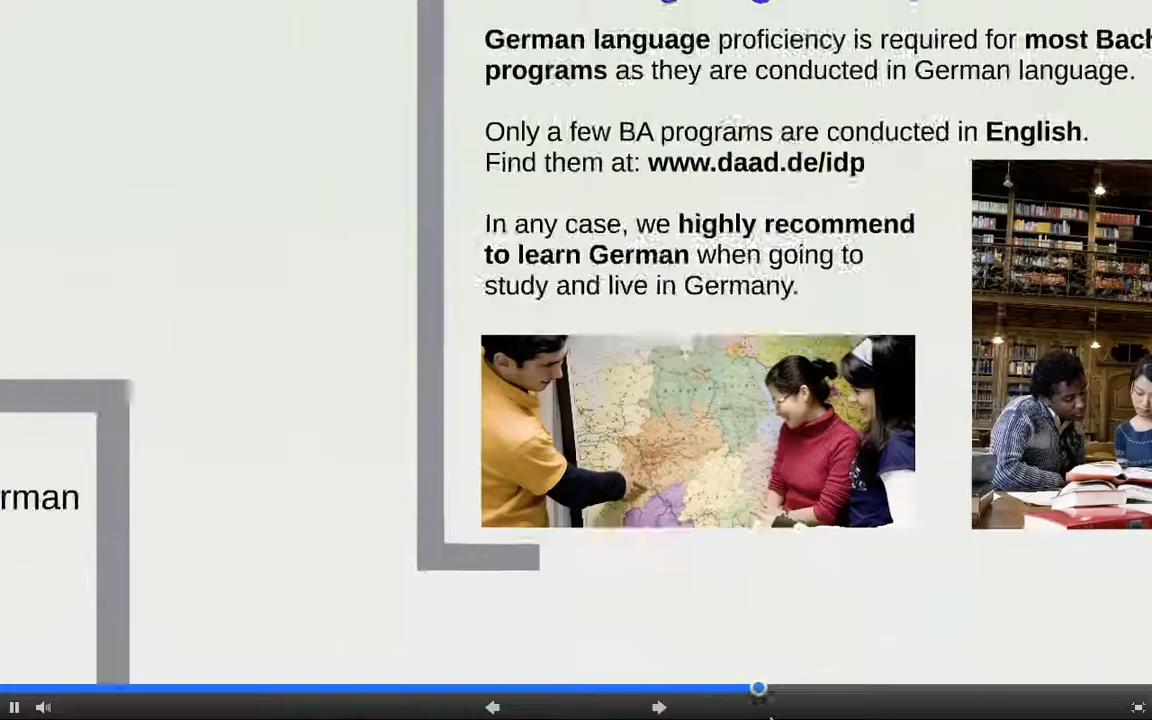 German language proficiency is required for most Bach
programs as they are conducted in German language.
Only a few BA programs are conducted in English.
Find them at: www.daad.de/idp
In any case, we highly recommend
to learn German when going to
study and live in Germany.
rman